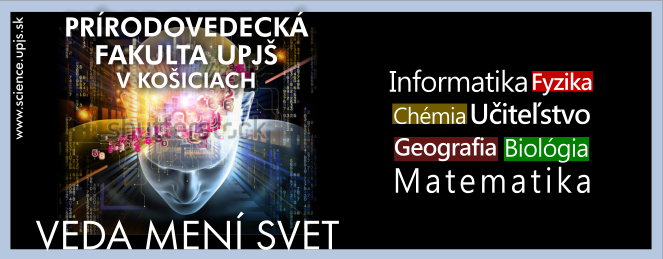 www.science.upjs.sk
PRÍRODOVEDECKÁ
FAKULTA UPJŠ
V KOŠICIACH
VEDA MENÍ SVET
Informatika Fyzika
Chémia Učiteľstvo
Geografia Biológia
Matematika